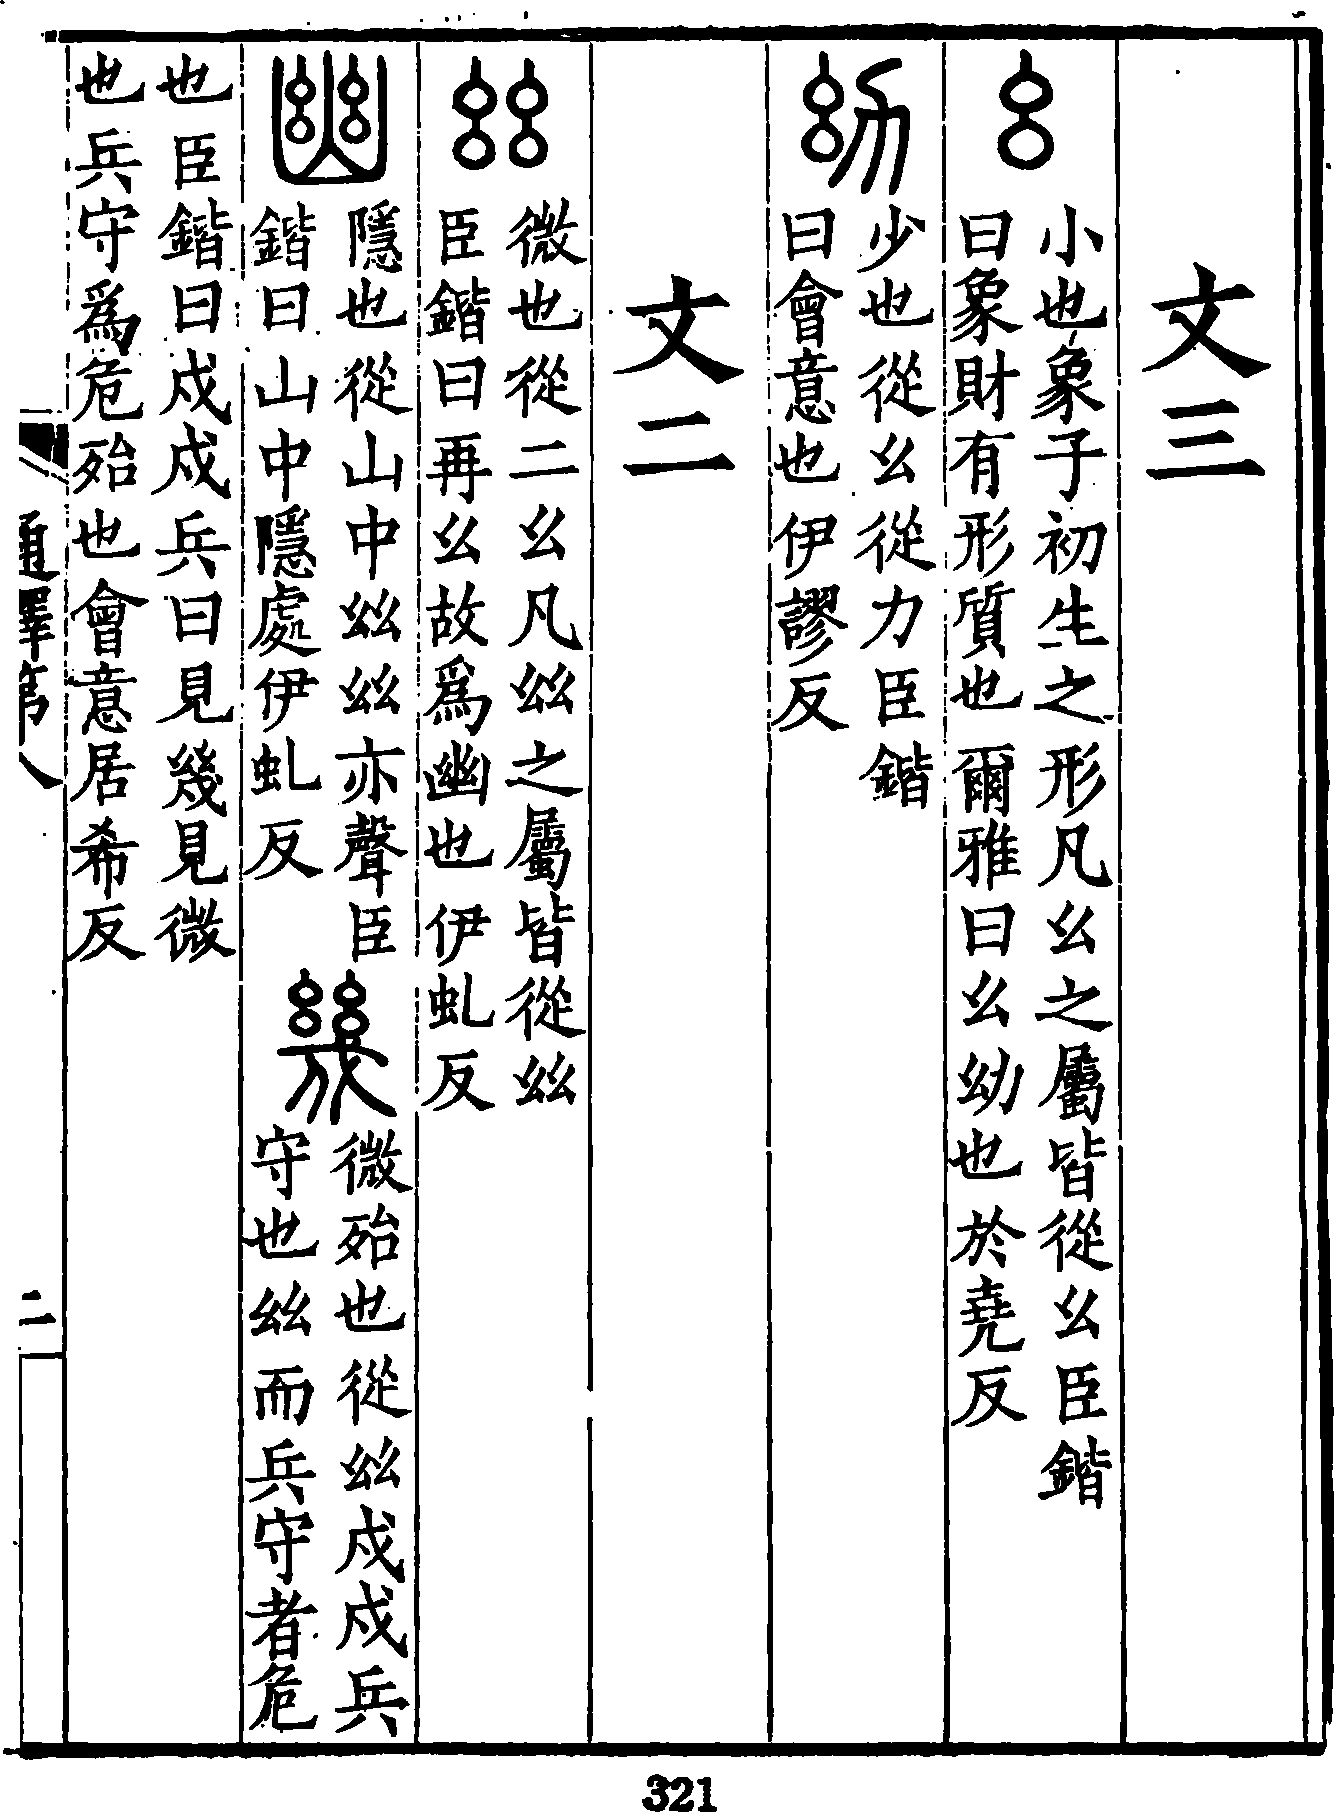 文三
幺
小也象子初生之形凡幺之屬皆從幺臣鍇
曰象財有形質也爾雅曰幺幼也於堯反
幼
少也從幺從力臣鍇
曰會意也伊謬反
文二
𢆶
微也從二幺凡𢆶之屬皆從𢆶
臣鍇曰再幺故爲幽也伊虬反
幽
隱也從山中𢆶𢆶亦聲臣
鍇曰山中隱處伊虬反
幾
微殆也從𢆶戍戍兵
守也𢆶而兵守者危
也臣鍇曰戍戍兵曰見幾見微
也兵守爲危殆也會意居希反
通釋第八
二
321